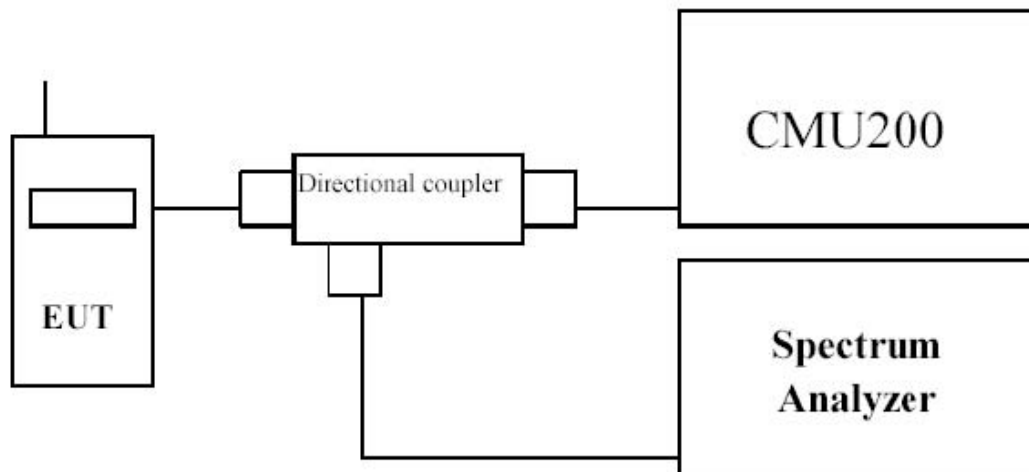 CMU200
Directional coupler
EUT
Spectrum
Analyzer